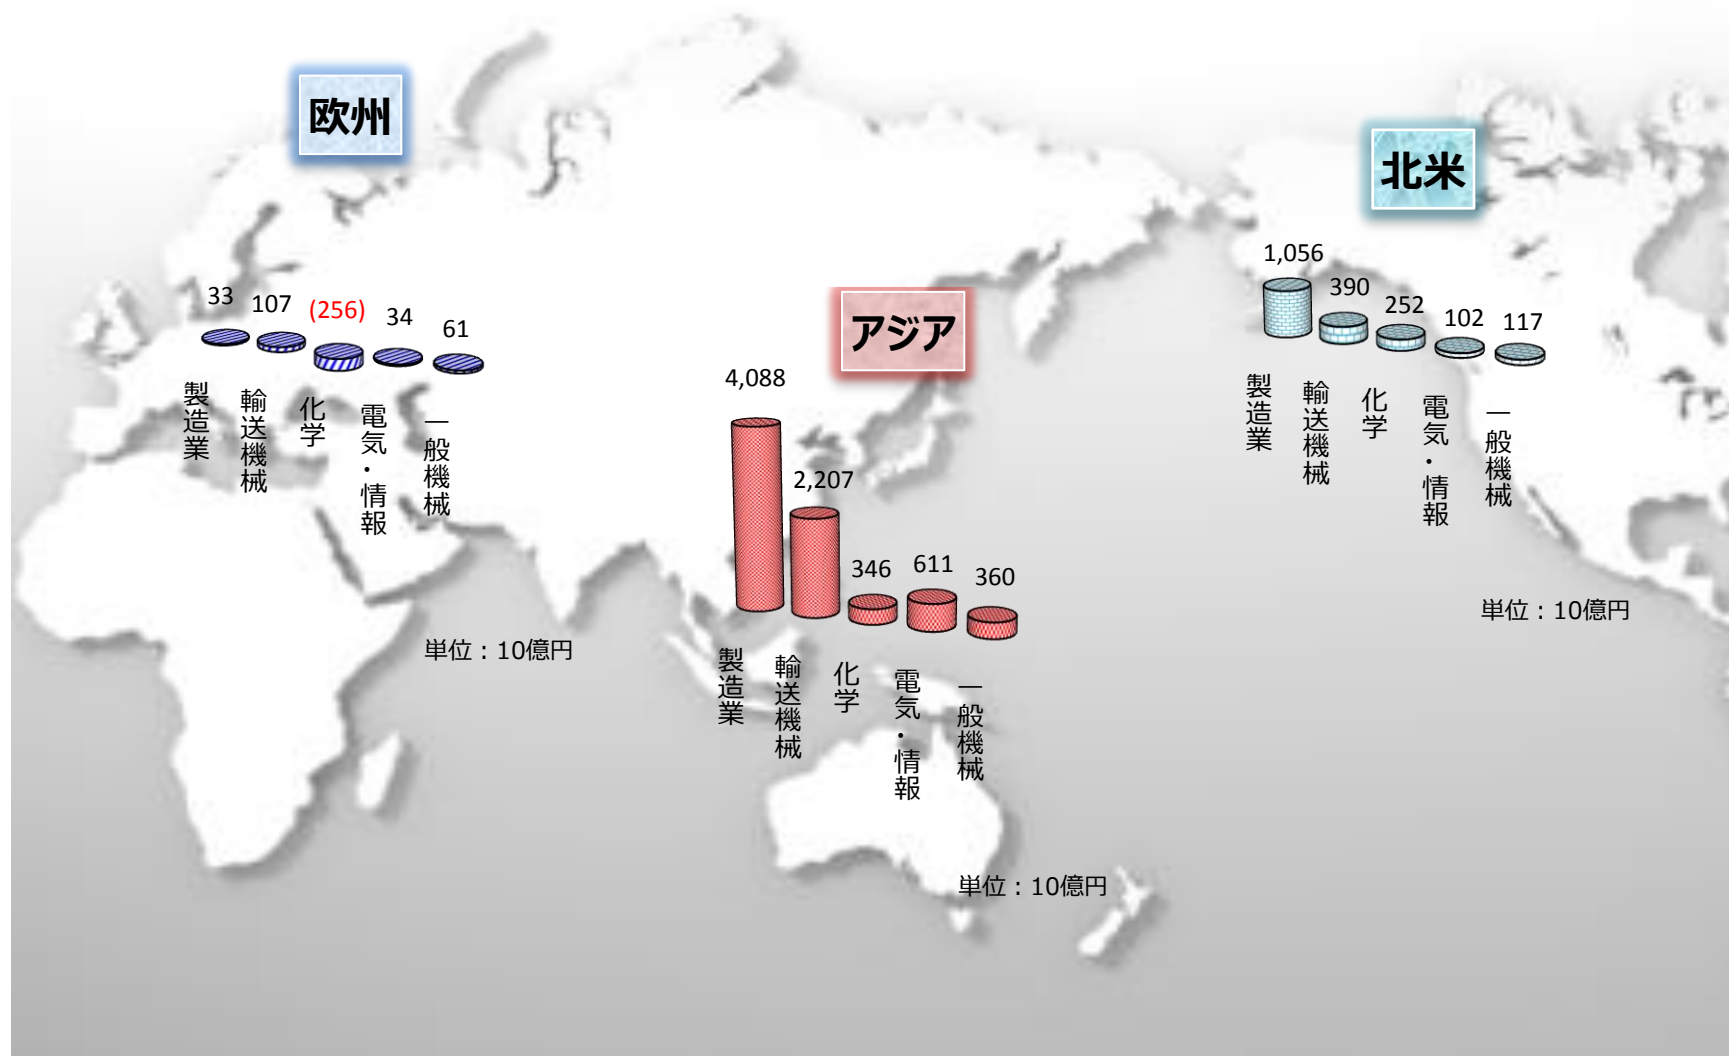 欧州
33
107
(256)
34
61
製造業
輸送機械
化学
電気・情報
一般機械
単位：10億円
アジア
4,088
2,207
346
611
360
製造業
輸送機械
化学
電気・情報
一般機械
単位：10億円
北米
1,056
390
252
102
117
製造業
輸送機械
化学
電気・情報
一般機械
単位：10億円